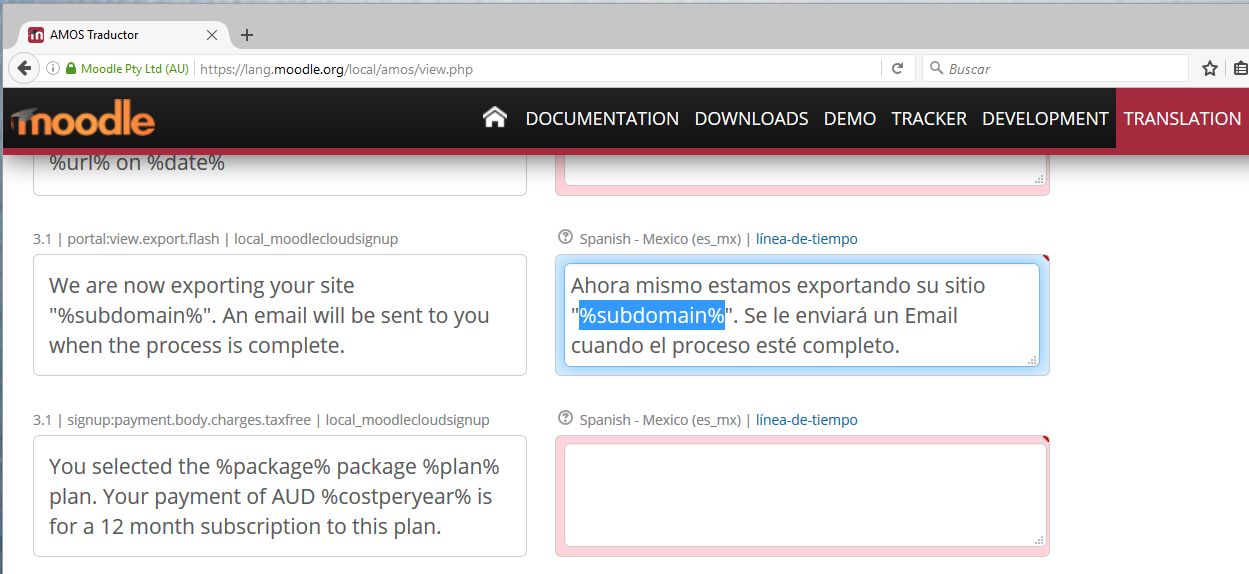 AMOS Traductor
Moodle Pty Ltd (AU) https://lang.moodle.org/local/amos/view.php Buscar
moodle DOCUMENTATION DOWNLOADS DEMO TRACKER DEVELOPMENT TRANSLATION
%url% on %date%
3.1 | portal:view.export.flash | local_moodlecloudsignup
Spanish - Mexico (es_mx) | línea-de-tiempo
We are now exporting your site
"%subdomain%". An email will be sent to you
when the process is complete.
Ahora mismo estamos exportando su sitio
"%subdomain%". Se le enviará un Email
cuando el proceso esté completo.
3.1 | signup:payment.body.charges.taxfree | local_moodlecloudsignup
Spanish - Mexico (es_mx) | línea-de-tiempo
You selected the %package% package %plan%
plan. Your payment of AUD %costperyear% is
for a 12 month subscription to this plan.